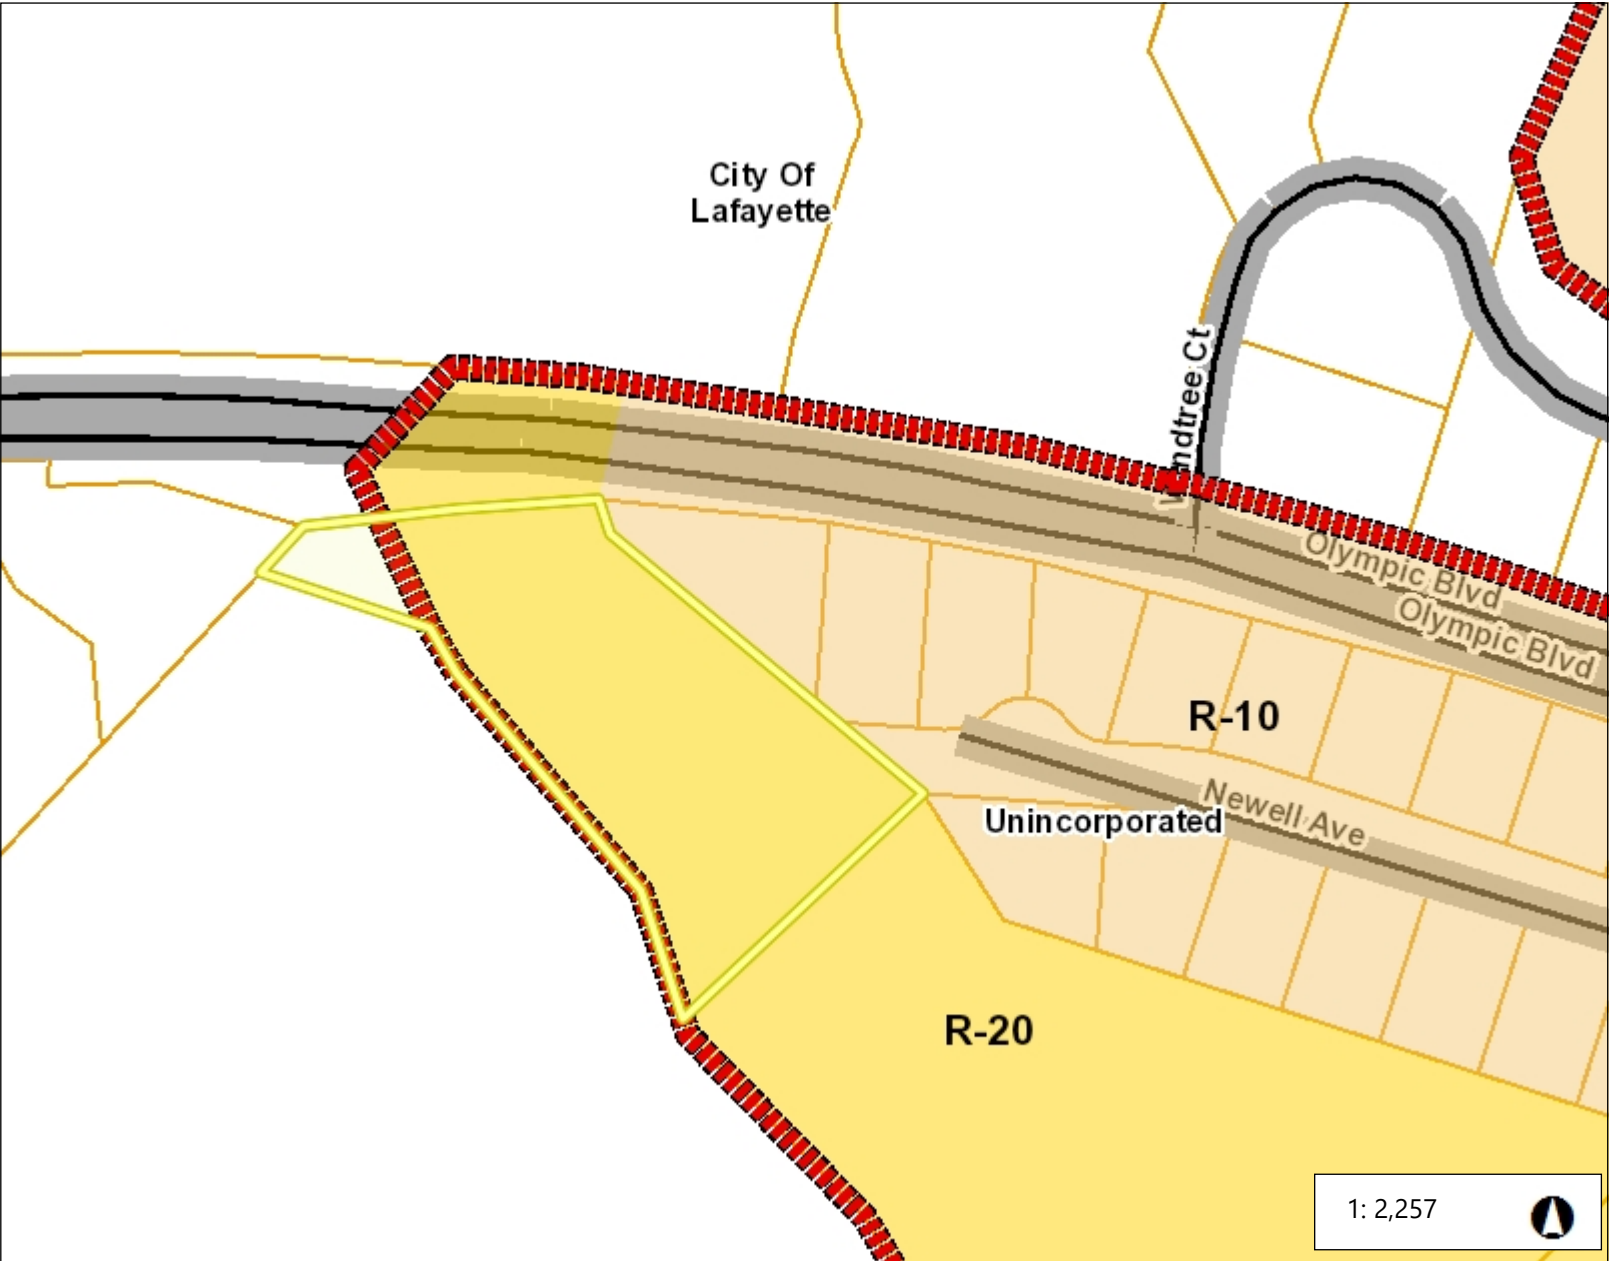 City Of
Lafayette
ndtree Ct
Olympic Blvd
Olympic Blvd
R-10
Newell Ave
Unincorporated
R-20
1: 2,257